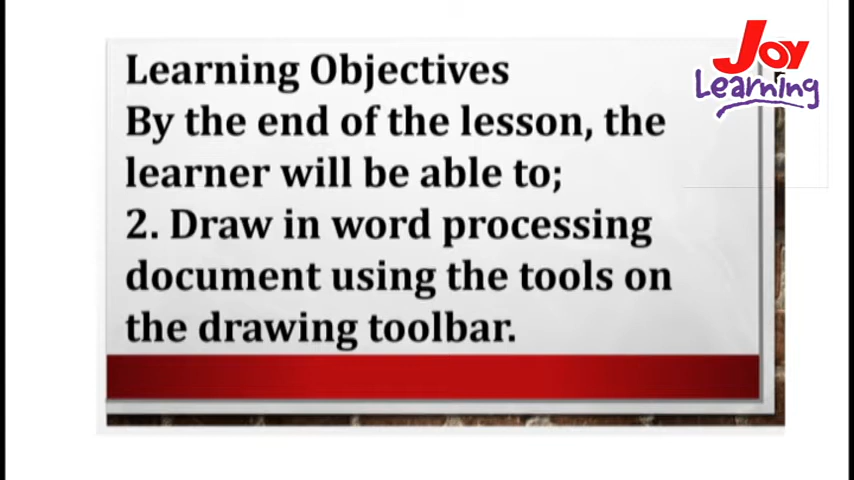 Joy
Learning
Learning Objectives
By the end of the lesson, the
learner will be able to;
2. Draw in word processing
document using the tools on
the drawing toolbar.